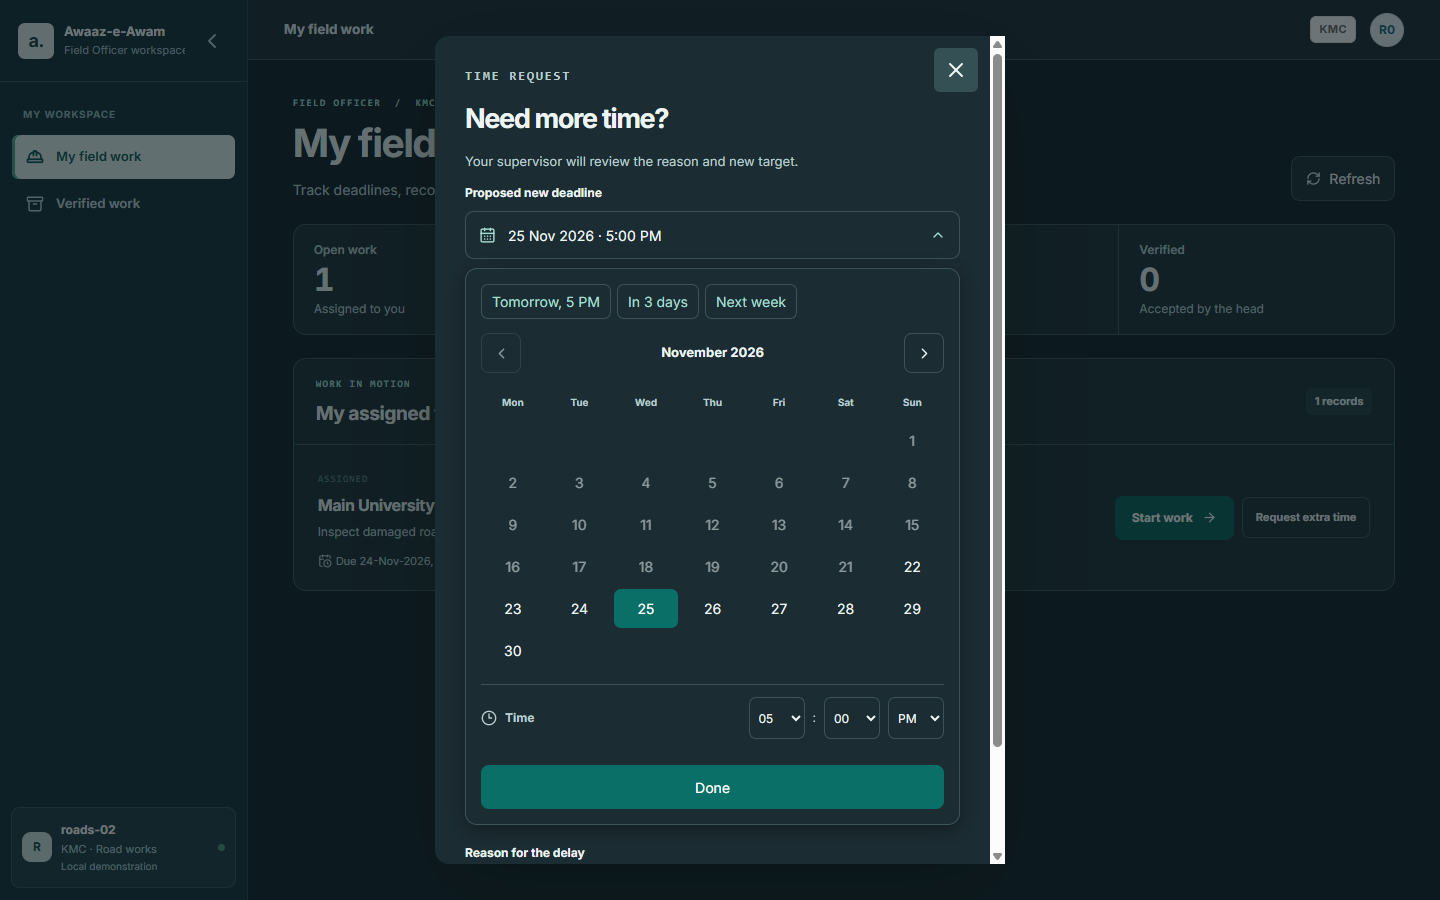 a.
Awaaz-e-Awam
Field Officer workspace
MY WORKSPACE
My field work
Verified work
R
roads-02
KMC · Road works
Local demonstration
My field work
KMC
R0
FIELD OFFICER / KMC
My field
Track deadlines, reco
Refresh
Open work
1
Assigned to you
Verified
0
Accepted by the head
WORK IN MOTION
My assigned
1 records
ASSIGNED
Main University
Inspect damaged roa
Due 24-Nov-2026,
Start work
Request extra time
TIME REQUEST
Need more time?
Your supervisor will review the reason and new target.
Proposed new deadline
25 Nov 2026 · 5:00 PM
Tomorrow, 5 PM In 3 days Next week
November 2026
Mon Tue Wed Thu Fri Sat Sun
1
2 3 4 5 6 7 8
9 10 11 12 13 14 15
16 17 18 19 20 21 22
23 24 25 26 27 28 29
30
Time 05 : 00 PM
Done
Reason for the delay